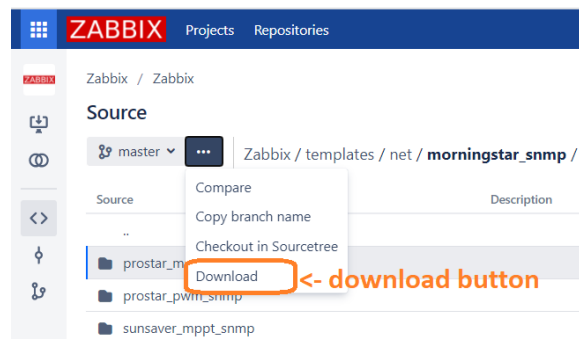 ZABBIX Projects Repositories
ZABBIX
Zabbix / Zabbix
Source
master ... Zabbix / templates / net / morningstar_snmp /
Compare
Source Description
Copy branch name
..
Checkout in Sourcetree
prostar_m
Download <- download button
prostar_pwm_snmp
sunsaver_mppt_snmp